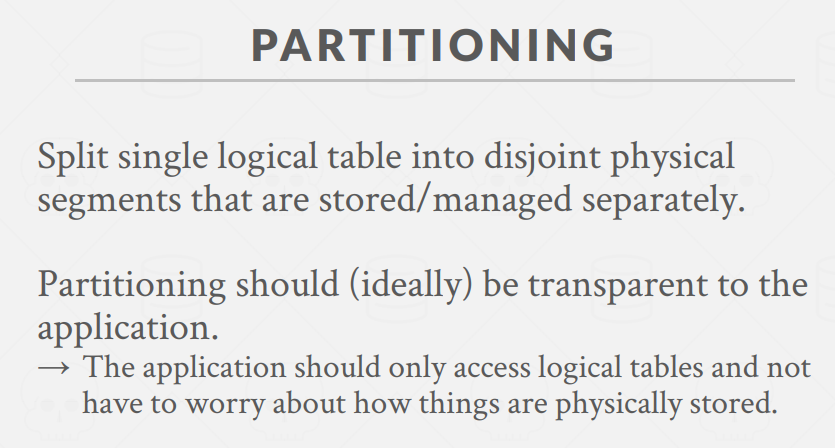 PARTITIONING
Split single logical table into disjoint physical
segments that are stored/managed separately.
Partitioning should (ideally) be transparent to the
application.
→ The application should only access logical tables and not
have to worry about how things are physically stored.